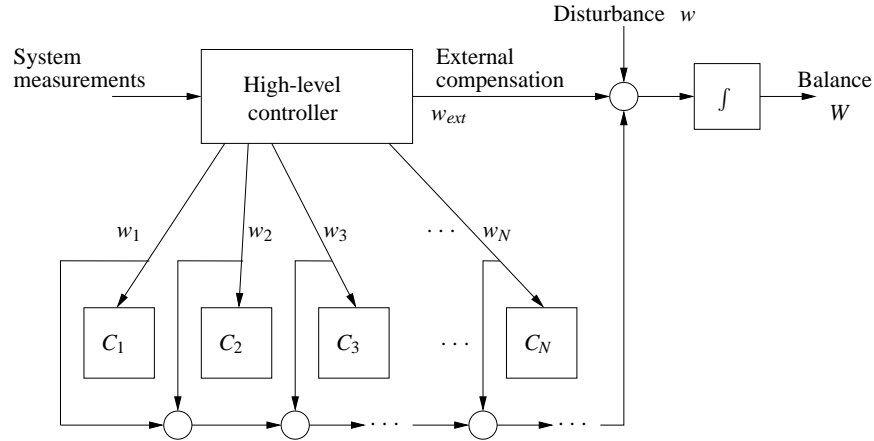 Disturbance w
System
measurements
High-level
controller
External
compensation
w_ext
∫
Balance
W
w_1
w_2
w_3
· · ·
w_N
C_1
C_2
C_3
· · ·
C_N
· · ·
· · ·